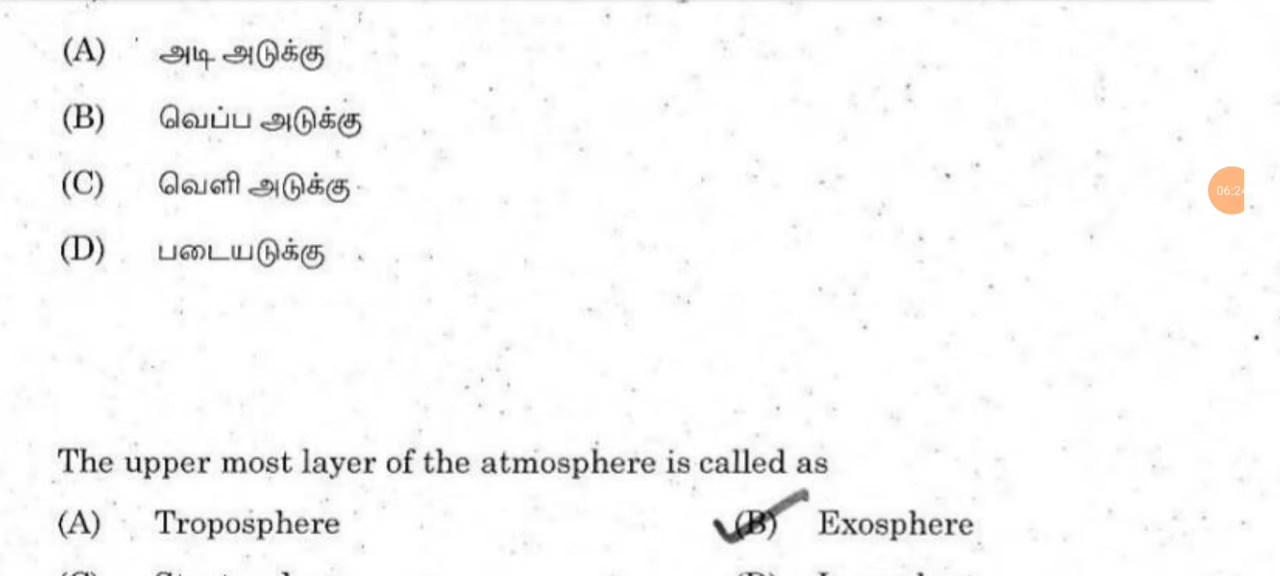 (A) அடி அடுக்கு
(B) வெப்ப அடுக்கு
(C) வெளி அடுக்கு
(D) படையடுக்கு
06:24
The upper most layer of the atmosphere is called as
(A) Troposphere (B) Exosphere